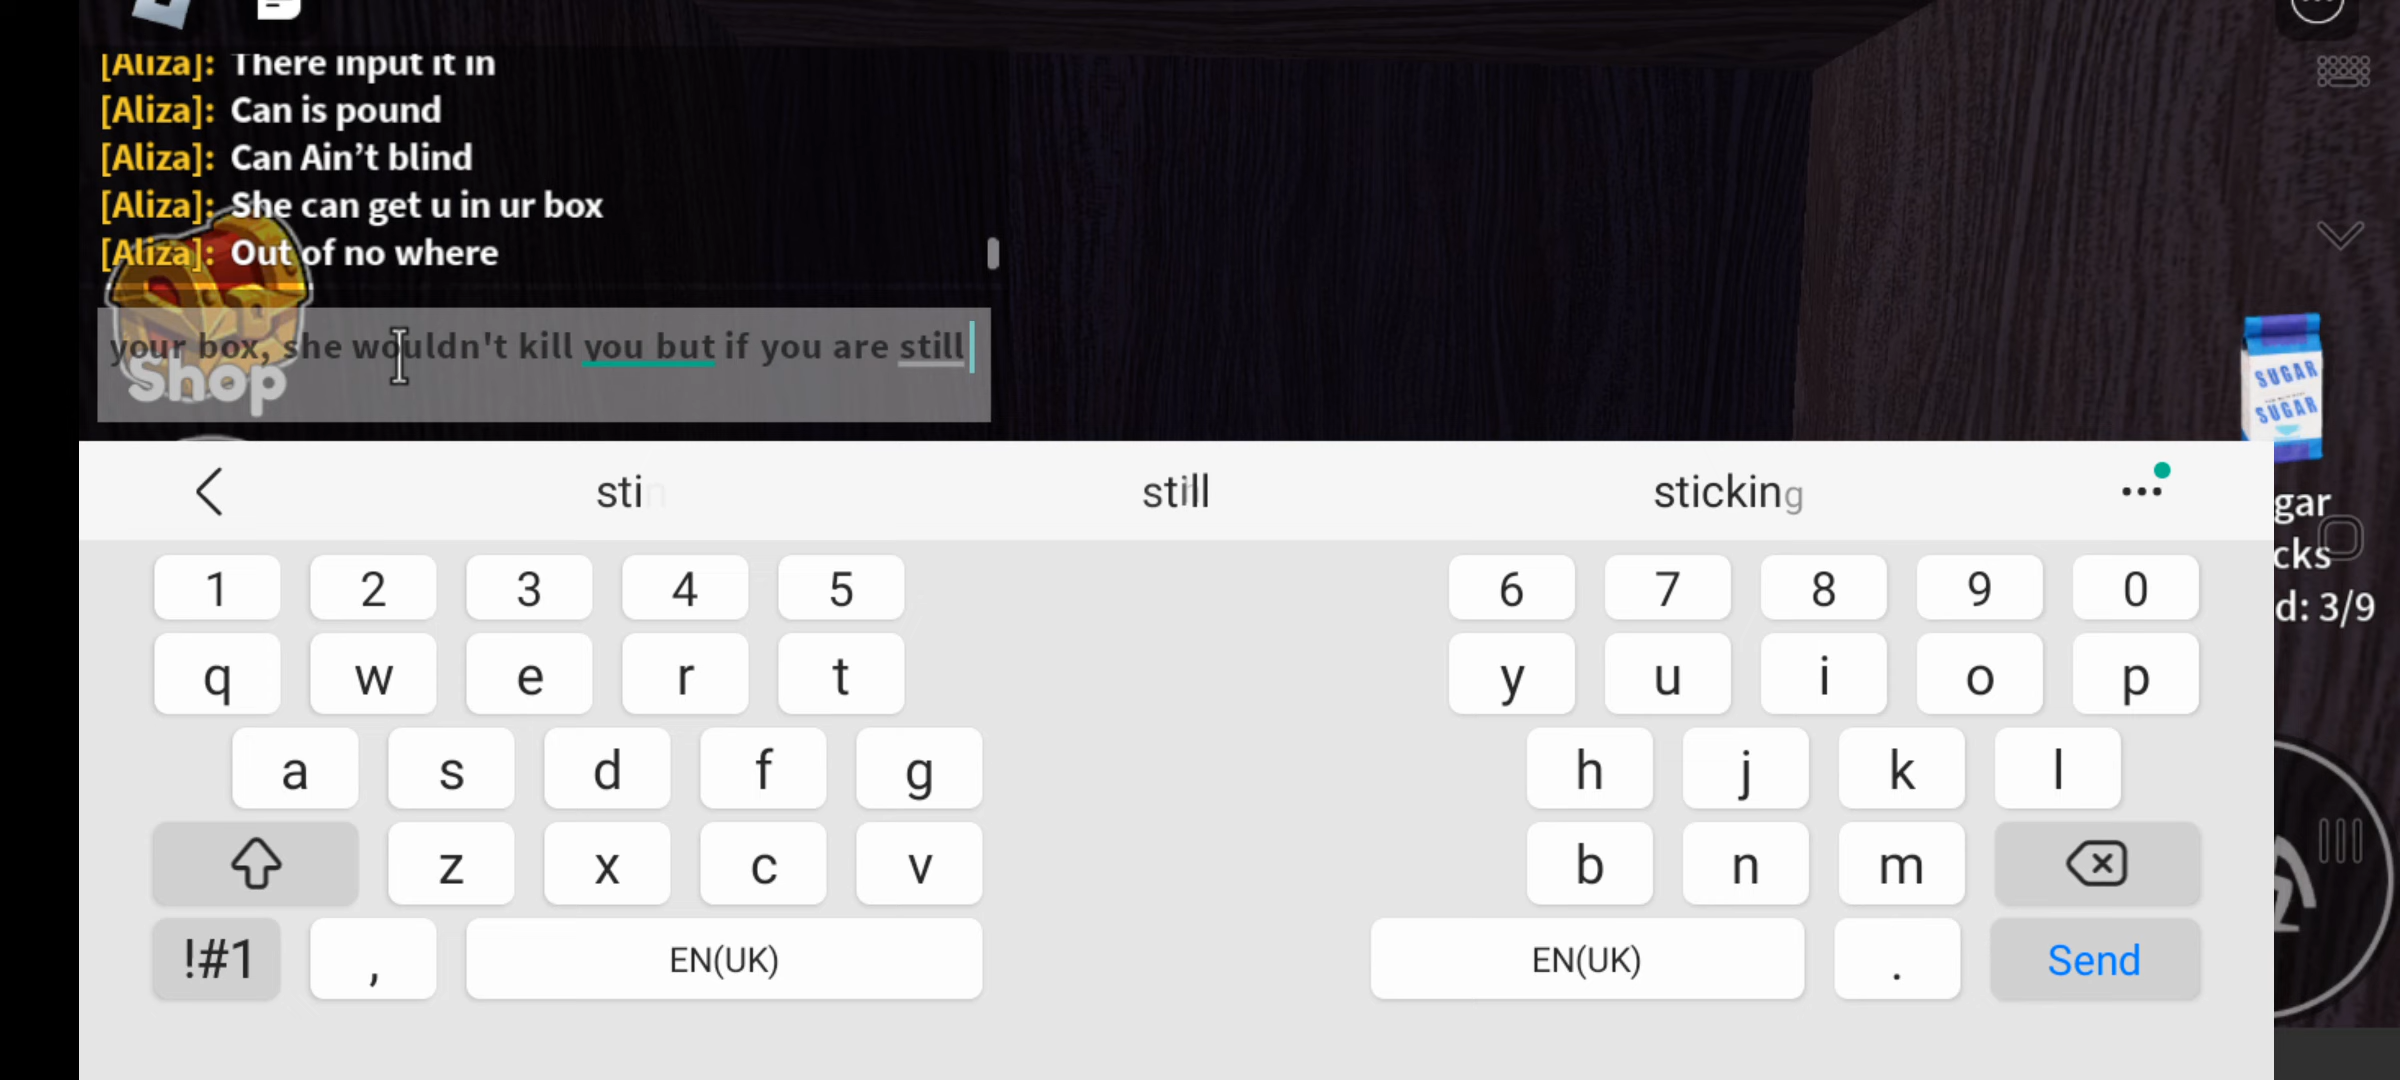 [Aliza]: There input it in
[Aliza]: Can is pound
[Aliza]: Can Ain't blind
[Aliza]: She can get u in ur box
[Aliza]: Out of no where
your box, she wouldn't kill you but if you are still
Shop
SUGAR
SUGAR
sti still sticking
gar
cks
d: 3/9
1 2 3 4 5 6 7 8 9 0
q w e r t y u i o p
a s d f g h j k l
z x c v b n m
!#1 , EN(UK) EN(UK) . Send